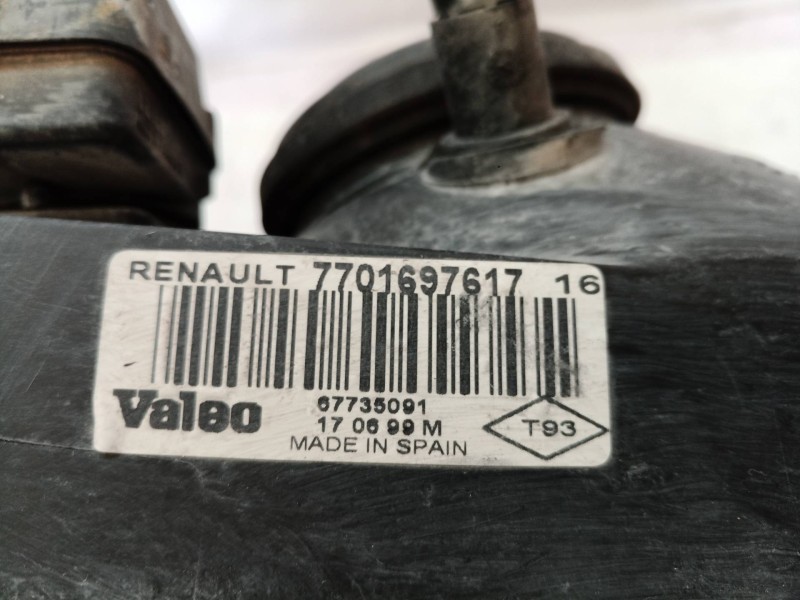 RENAULT 7701697617 16
Valeo
67735091
17 06 99 M
MADE IN SPAIN
T93